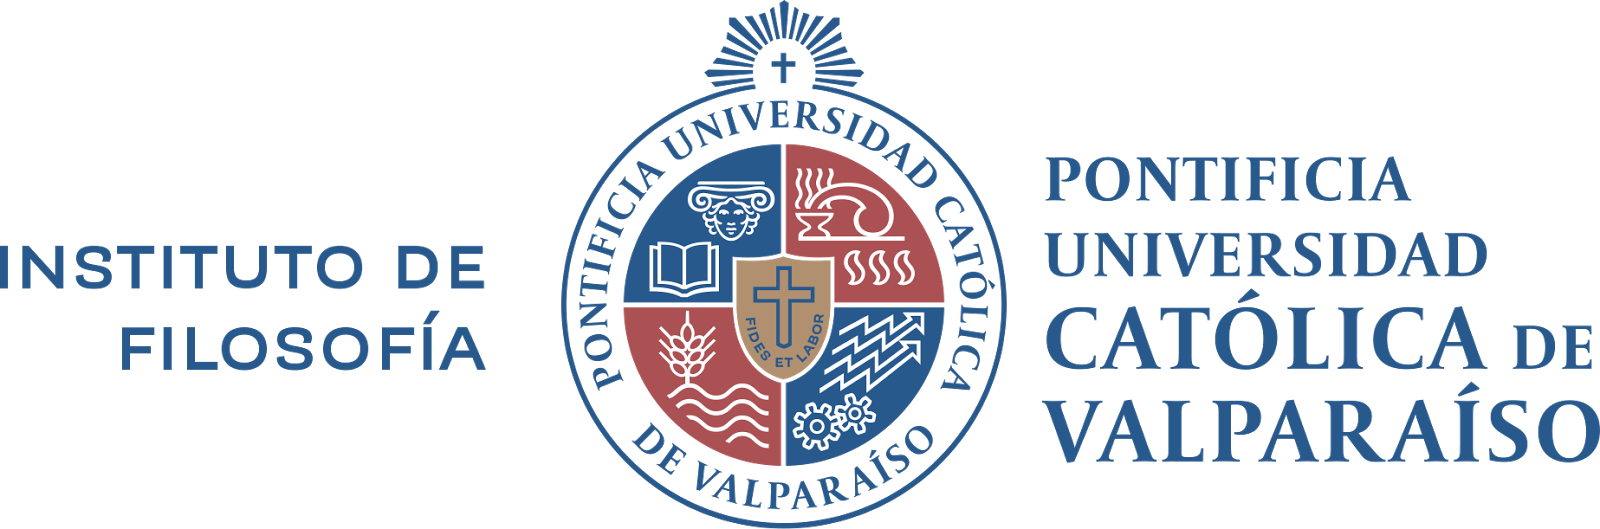 INSTITUTO DE
FILOSOFÍA
PONTIFICIA UNIVERSIDAD CATÓLICA
DE VALPARAÍSO
FIDES ET LABOR
PONTIFICIA
UNIVERSIDAD
CATÓLICA DE
VALPARAÍSO